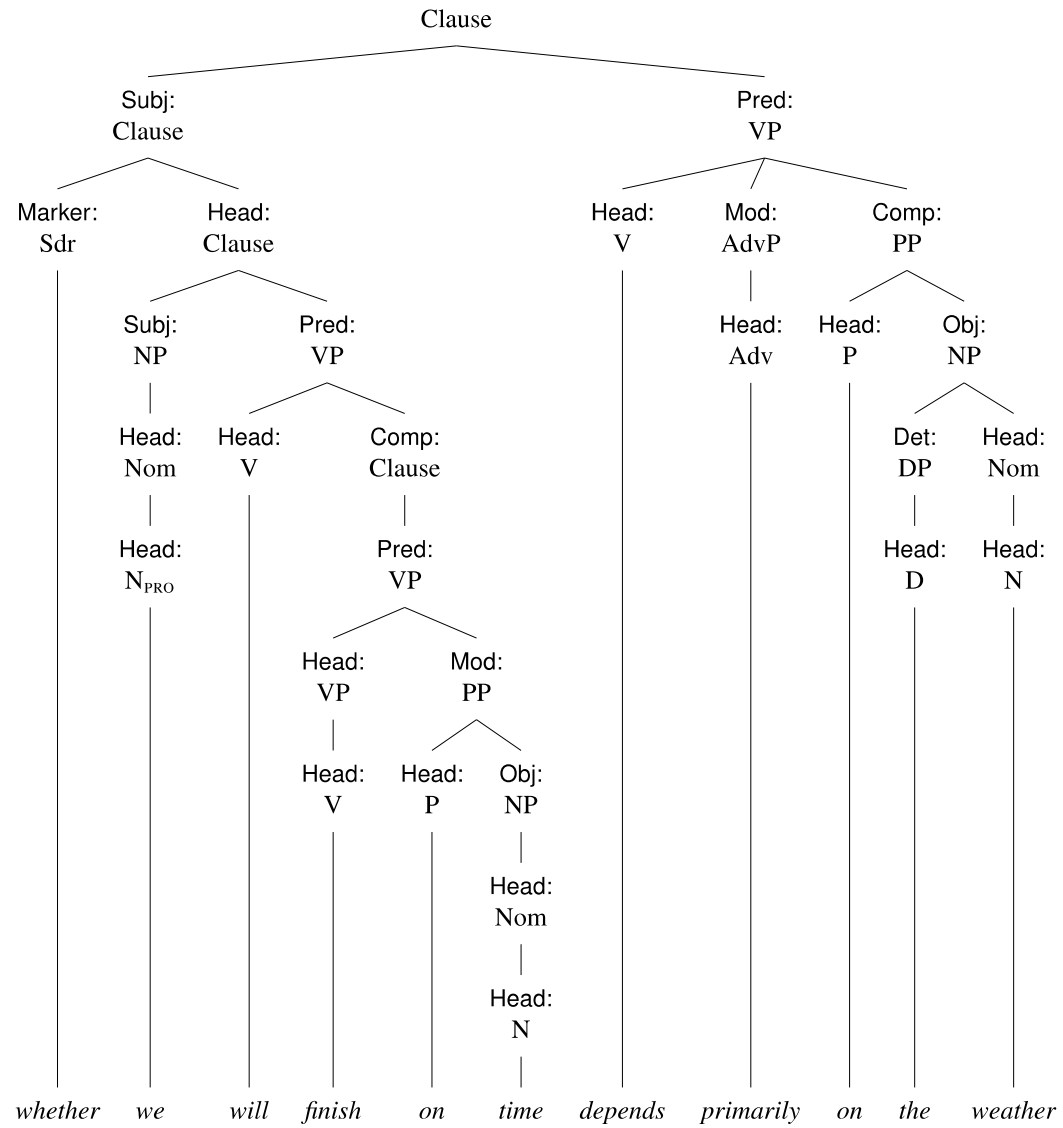 Clause
Subj: Pred:
Clause VP
Marker: Head: Head: Mod: Comp:
Sdr Clause V AdvP PP
Subj: Pred: Head: Head: Obj:
NP VP Adv P NP
Head: Head: Comp: Det: Head:
Nom V Clause DP Nom
Head: Pred: Head: Head:
N_PRO VP D N
Head: Mod:
VP PP
Head: Head: Obj:
V P NP
Head:
Nom
Head:
N
whether we will finish on time depends primarily on the weather